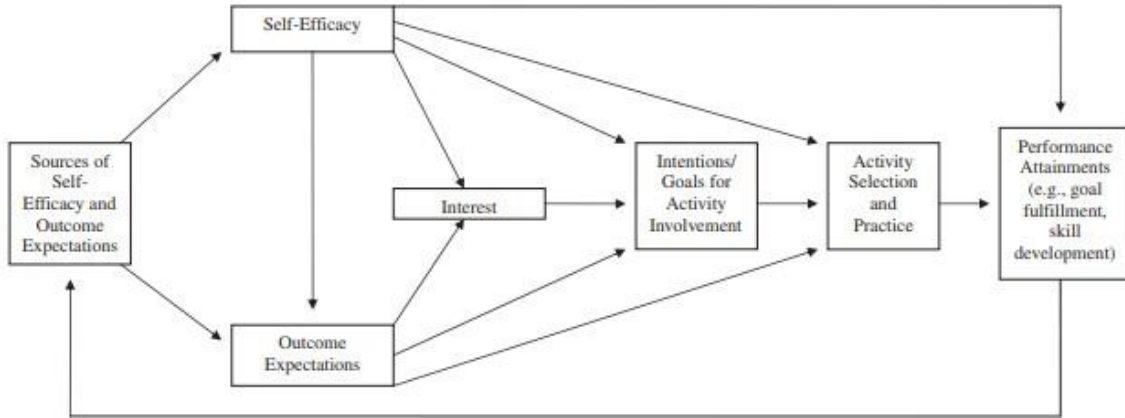 Self-Efficacy
Sources of
Self-
Efficacy and
Outcome
Expectations
Interest
Intentions/
Goals for
Activity
Involvement
Activity
Selection
and
Practice
Performance
Attainments
(e.g., goal
fulfillment,
skill
development)
Outcome
Expectations